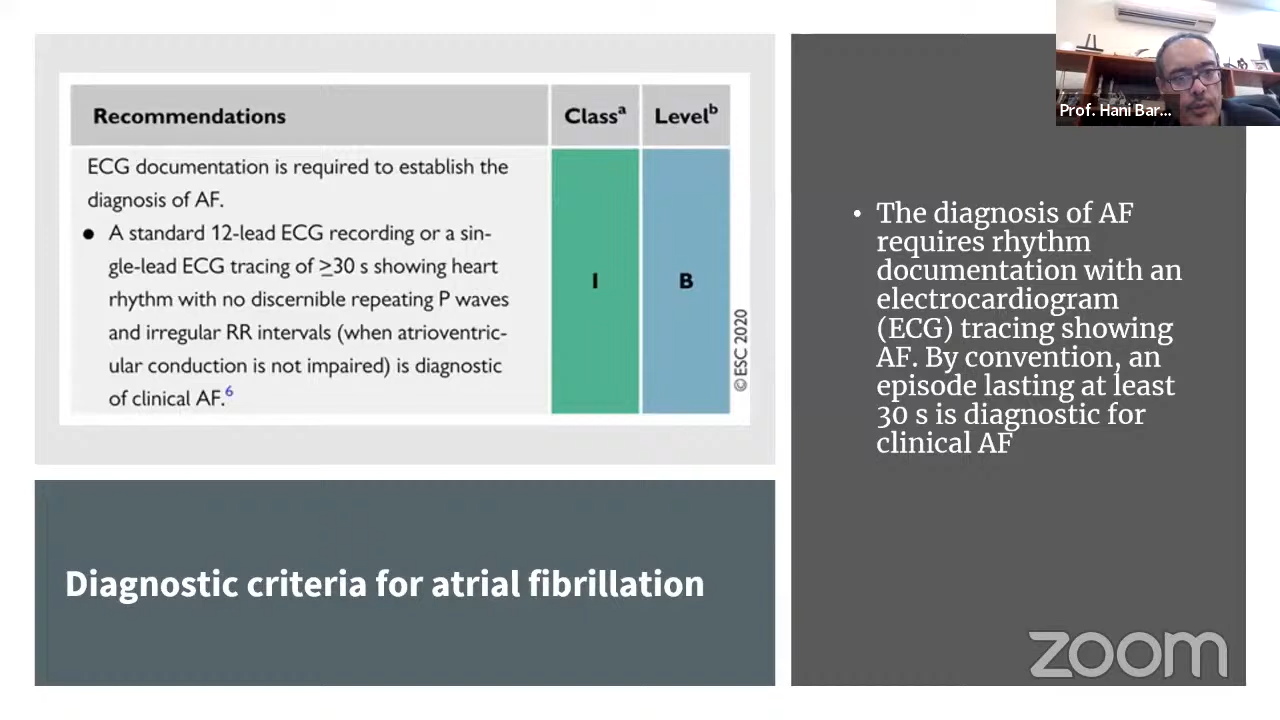 Recommendations Classᵃ Levelᵇ
ECG documentation is required to establish the
diagnosis of AF.
● A standard 12-lead ECG recording or a sin-
gle-lead ECG tracing of ≥30 s showing heart
rhythm with no discernible repeating P waves
and irregular RR intervals (when atrioventric-
ular conduction is not impaired) is diagnostic
of clinical AF.⁶
I B
© ESC 2020
Diagnostic criteria for atrial fibrillation
Prof. Hani Bar...
• The diagnosis of AF
requires rhythm
documentation with an
electrocardiogram
(ECG) tracing showing
AF. By convention, an
episode lasting at least
30 s is diagnostic for
clinical AF
zoom